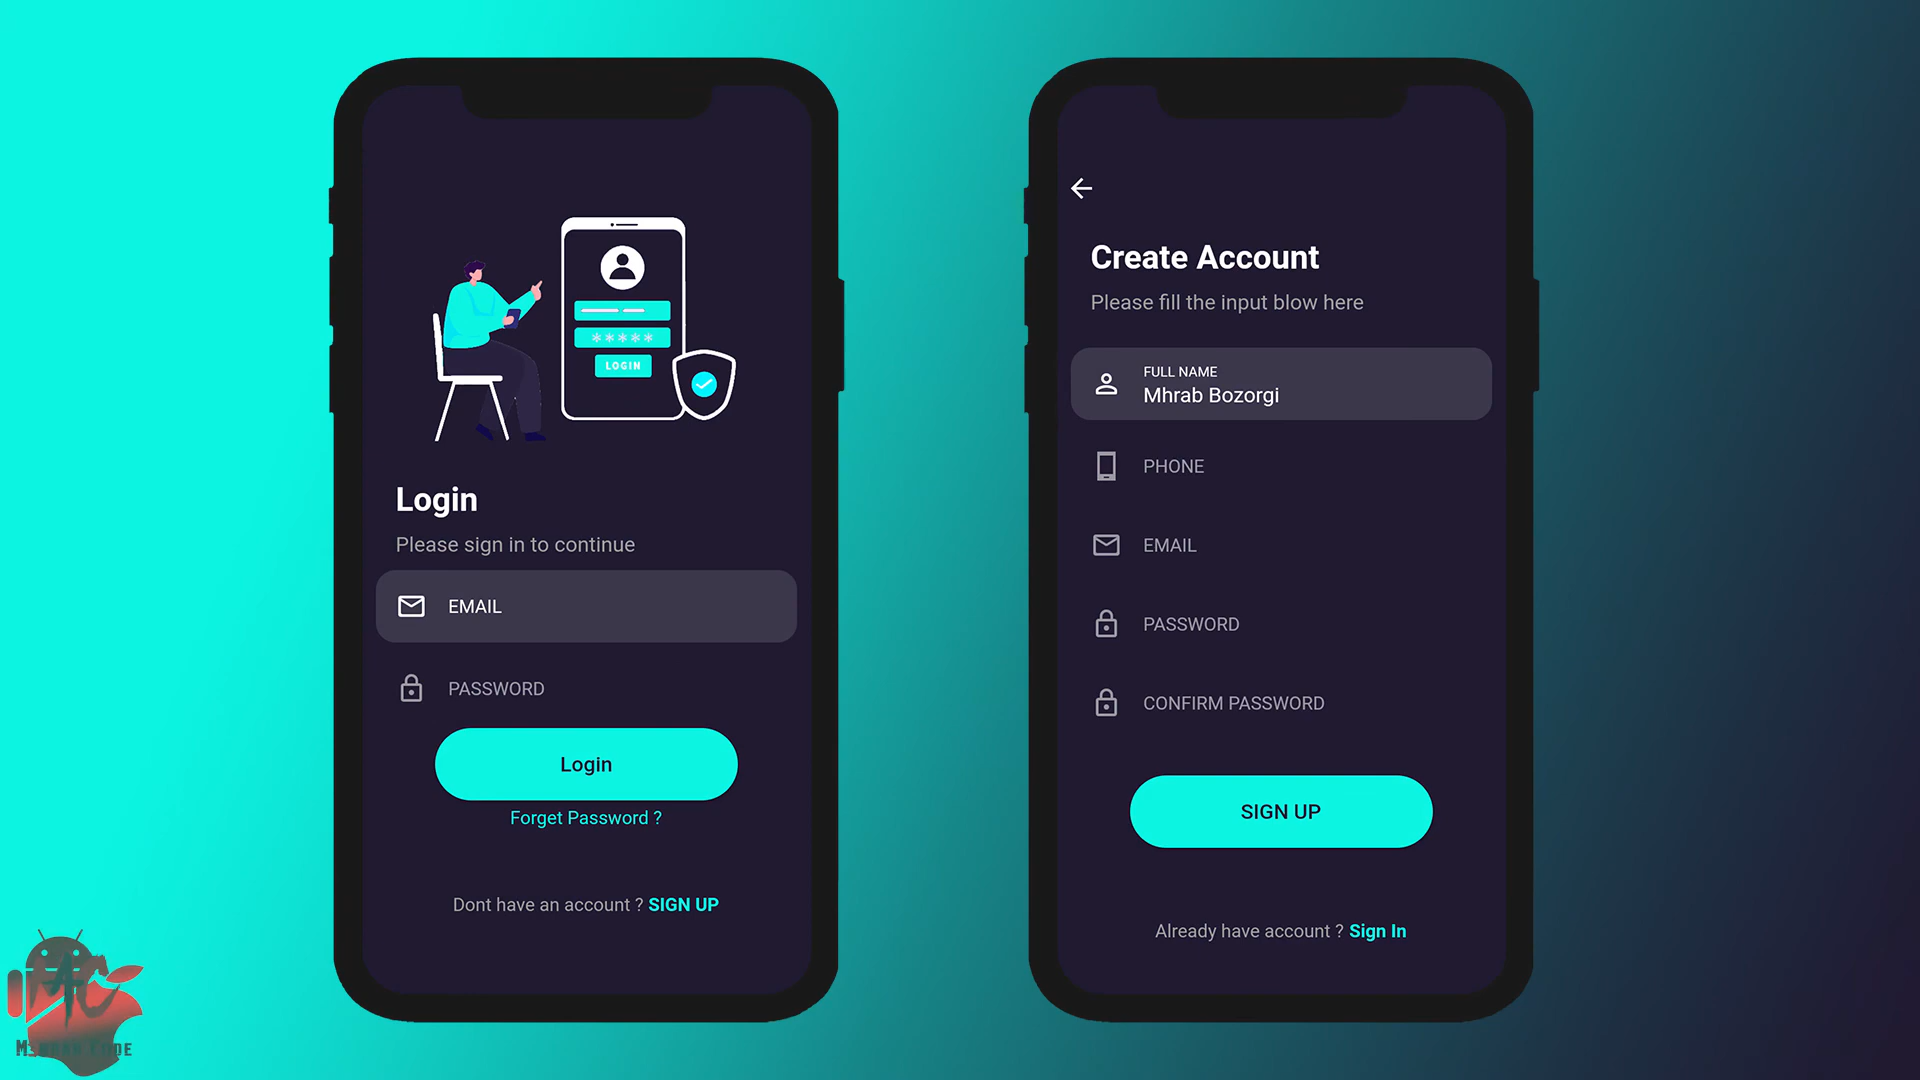 *****
LOGIN
Login
Please sign in to continue
EMAIL
PASSWORD
Login
Forget Password ?
Dont have an account ? SIGN UP
Create Account
Please fill the input blow here
FULL NAME
Mhrab Bozorgi
PHONE
EMAIL
PASSWORD
CONFIRM PASSWORD
SIGN UP
Already have account ? Sign In